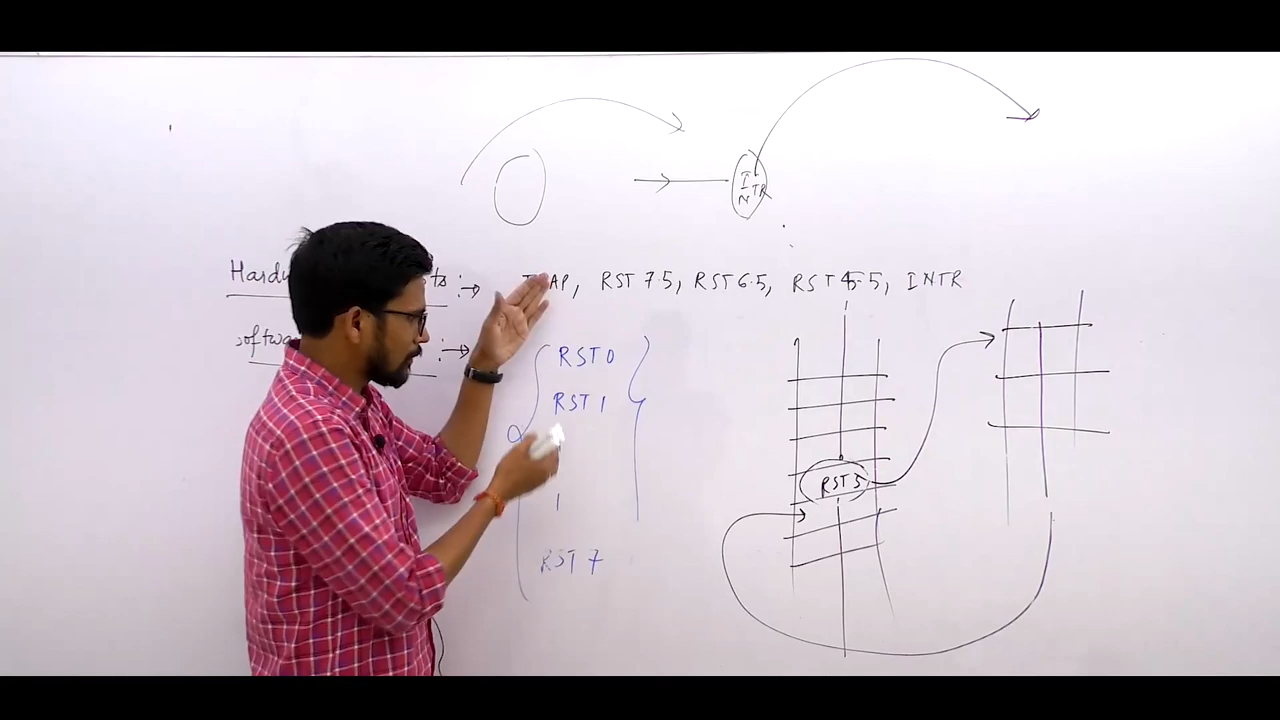 INTR
Hardw ts :→ TRAP, RST 7.5, RST 6.5, RST 5.5, INTR
oftwa :→
RST 0
RST 1
RST 5
RST 7